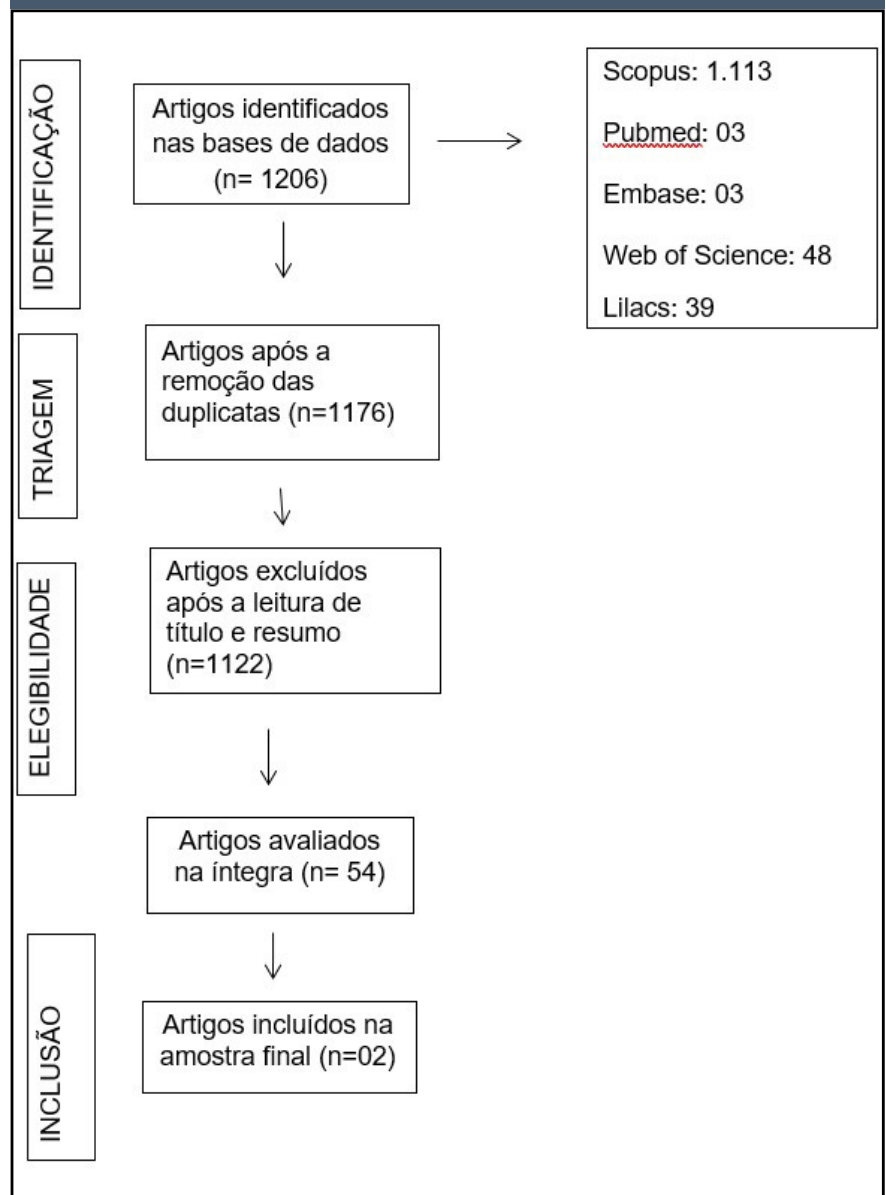 IDENTIFICAÇÃO
Artigos identificados
nas bases de dados
(n= 1206)
Scopus: 1.113
Pubmed: 03
Embase: 03
Web of Science: 48
Lilacs: 39
TRIAGEM
Artigos após a
remoção das
duplicatas (n=1176)
ELEGIBILIDADE
Artigos excluídos
após a leitura de
título e resumo
(n=1122)
Artigos avaliados
na íntegra (n= 54)
INCLUSÃO
Artigos incluídos na
amostra final (n=02)